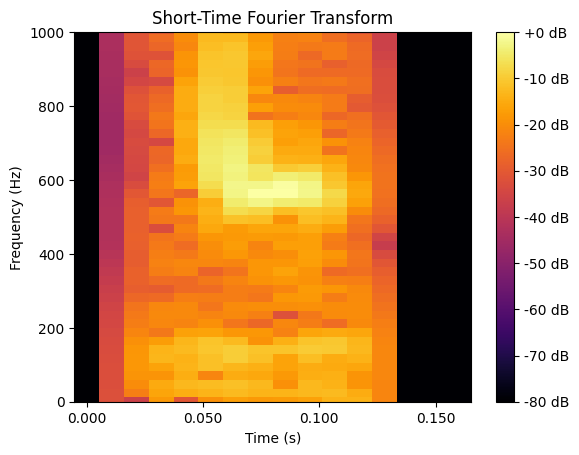 Short-Time Fourier Transform
1000
800
600
400
200
0
Frequency (Hz)
0.000
0.050
0.100
0.150
Time (s)
+0 dB
-10 dB
-20 dB
-30 dB
-40 dB
-50 dB
-60 dB
-70 dB
-80 dB